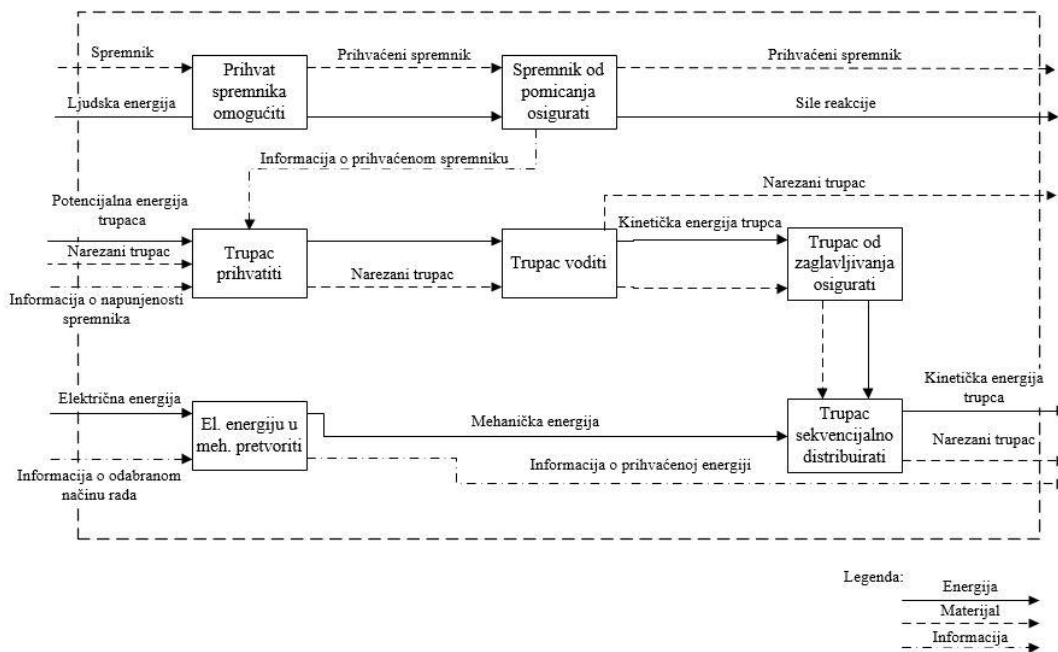 Spremnik
Prihvaćeni spremnik
Prihvaćeni spremnik
Prihvat
spremnika
omogućiti
Spremnik od
pomicanja
osigurati
Ljudska energija
Sile reakcije
Informacija o prihvaćenom spremniku
Potencijalna energija
trupaca
Narezani trupac
Kinetička energija trupca
Trupac
prihvatiti
Trupac voditi
Trupac od
zaglavljivanja
osigurati
Narezani trupac
Narezani trupac
Informacija o napunjenosti
spremnika
Kinetička energija
trupca
Električna energija
El. energiju u
meh. pretvoriti
Mehanička energija
Trupac
sekvencijalno
distribuirati
Narezani trupac
Informacija o prihvaćenoj energiji
Informacija o odabranom
načinu rada
Legenda:
Energija
Materijal
Informacija